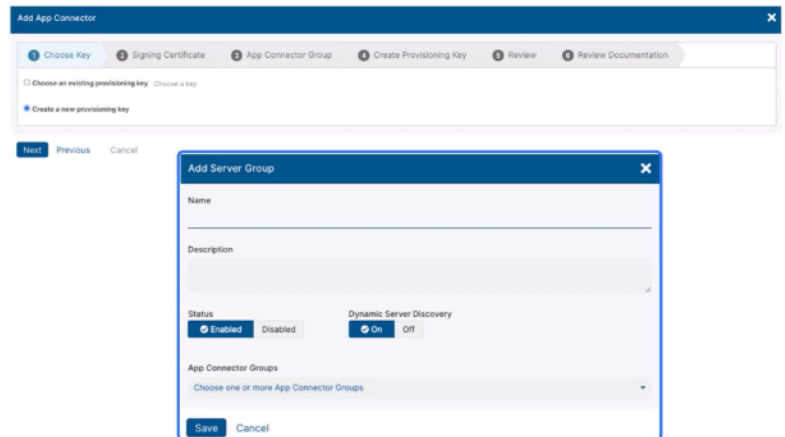 Add App Connector
1 Choose Key 2 Signing Certificate 3 App Connector Group 4 Create Provisioning Key 5 Review 6 Review Documentation
Choose an existing provisioning key Choose a key
Create a new provisioning key
Next Previous Cancel
Add Server Group
Name
Description
Status Dynamic Server Discovery
Enabled Disabled On Off
App Connector Groups
Choose one or more App Connector Groups
Save Cancel